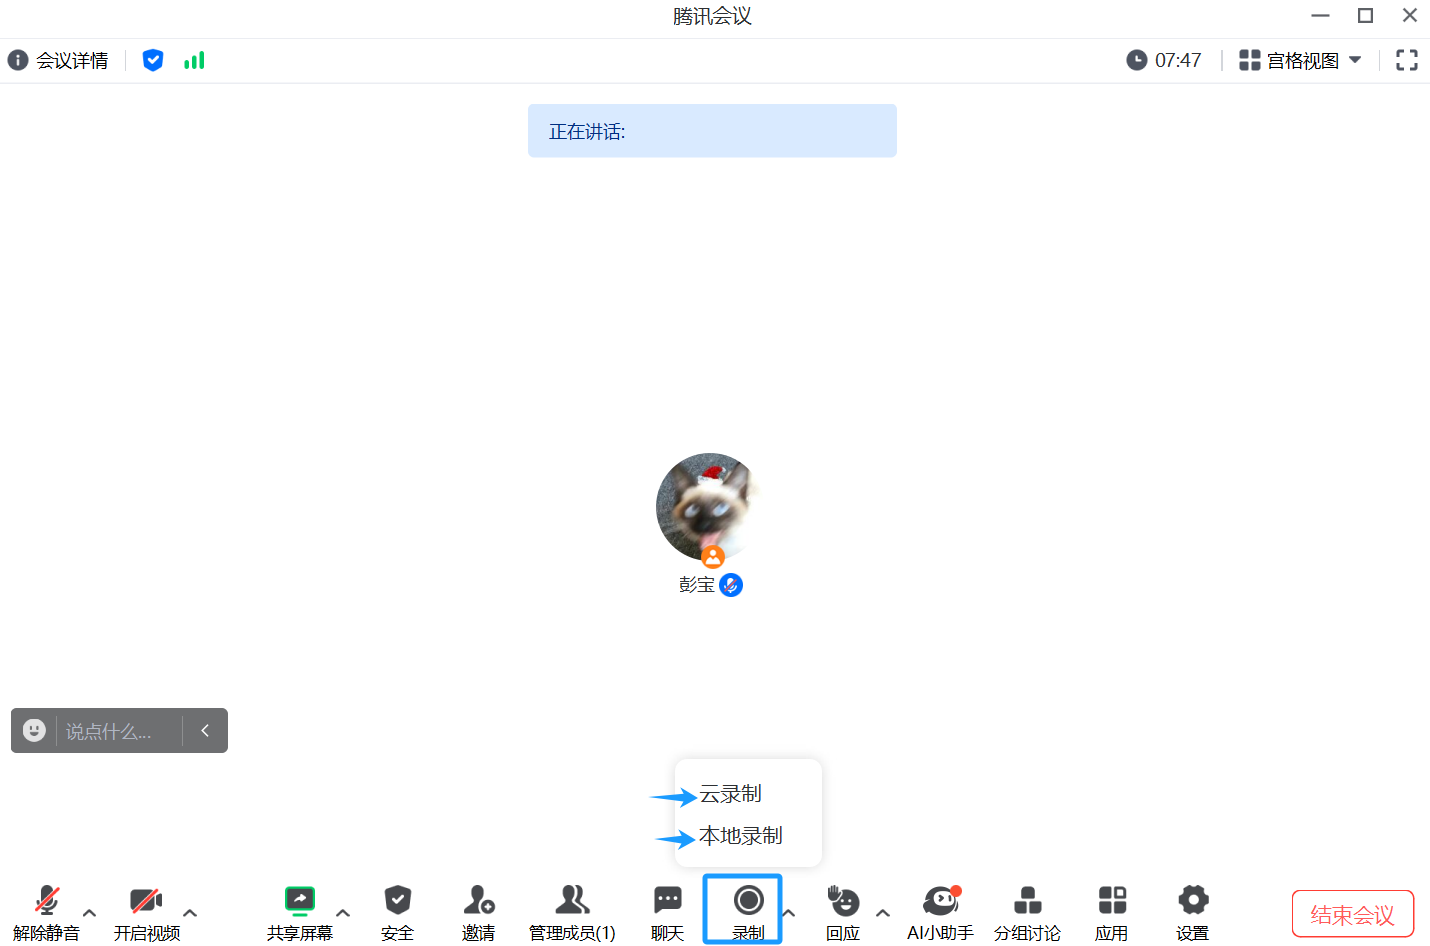 腾讯会议
会议详情
07:47
宫格视图
正在讲话:
彭宝
说点什么...
云录制
本地录制
解除静音
开启视频
共享屏幕
安全
邀请
管理成员(1)
聊天
录制
回应
AI小助手
分组讨论
应用
设置
结束会议